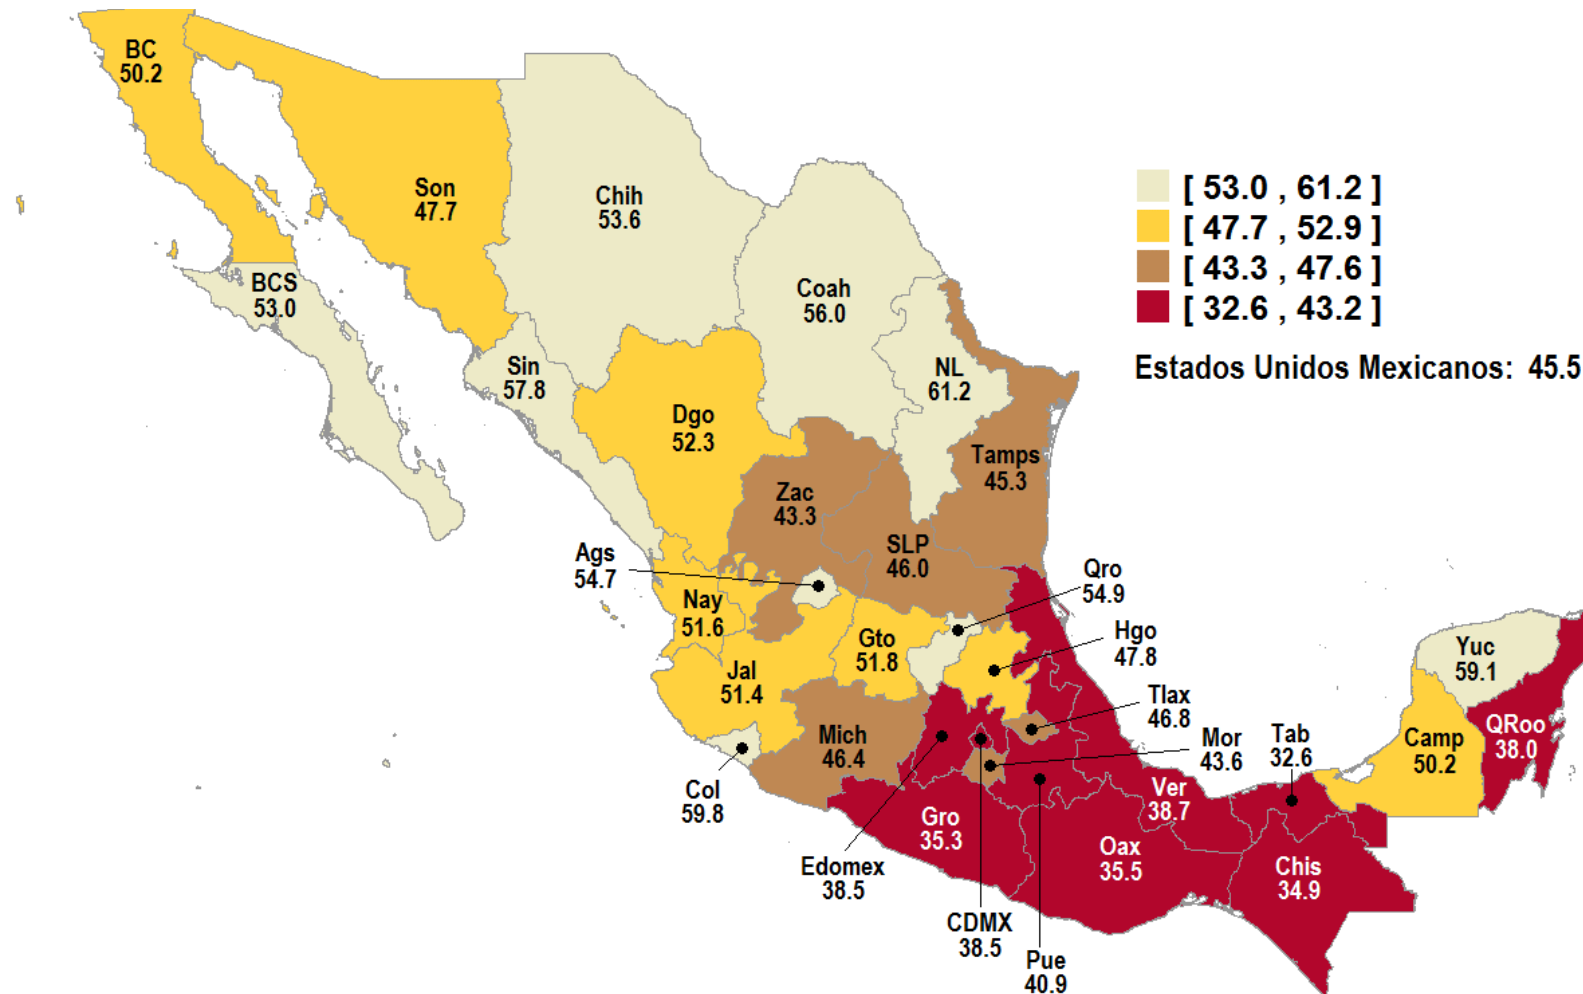 BC
50.2
Son
47.7
Chih
53.6
[ 53.0 , 61.2 ]
[ 47.7 , 52.9 ]
[ 43.3 , 47.6 ]
[ 32.6 , 43.2 ]
Estados Unidos Mexicanos: 45.5
BCS
53.0
Coah
56.0
Sin
57.8
NL
61.2
Dgo
52.3
Tamps
45.3
Zac
43.3
SLP
46.0
Ags
54.7
Qro
54.9
Nay
51.6
Gto
51.8
Hgo
47.8
Yuc
59.1
Jal
51.4
Tlax
46.8
QRoo
38.0
Mich
46.4
Mor
43.6
Tab
32.6
Camp
50.2
Col
59.8
Ver
38.7
Gro
35.3
Oax
35.5
Chis
34.9
Edomex
38.5
CDMX
38.5
Pue
40.9